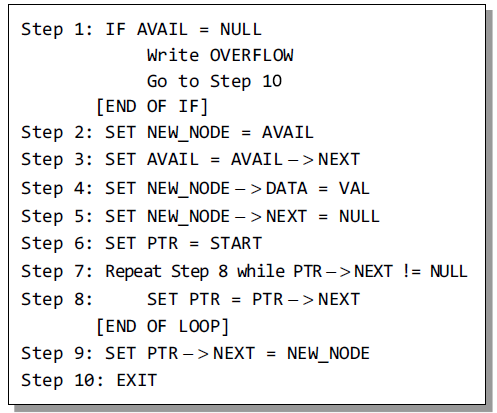 Step 1: IF AVAIL = NULL
Write OVERFLOW
Go to Step 10
[END OF IF]
Step 2: SET NEW_NODE = AVAIL
Step 3: SET AVAIL = AVAIL->NEXT
Step 4: SET NEW_NODE->DATA = VAL
Step 5: SET NEW_NODE->NEXT = NULL
Step 6: SET PTR = START
Step 7: Repeat Step 8 while PTR->NEXT != NULL
Step 8: SET PTR = PTR->NEXT
[END OF LOOP]
Step 9: SET PTR->NEXT = NEW_NODE
Step 10: EXIT